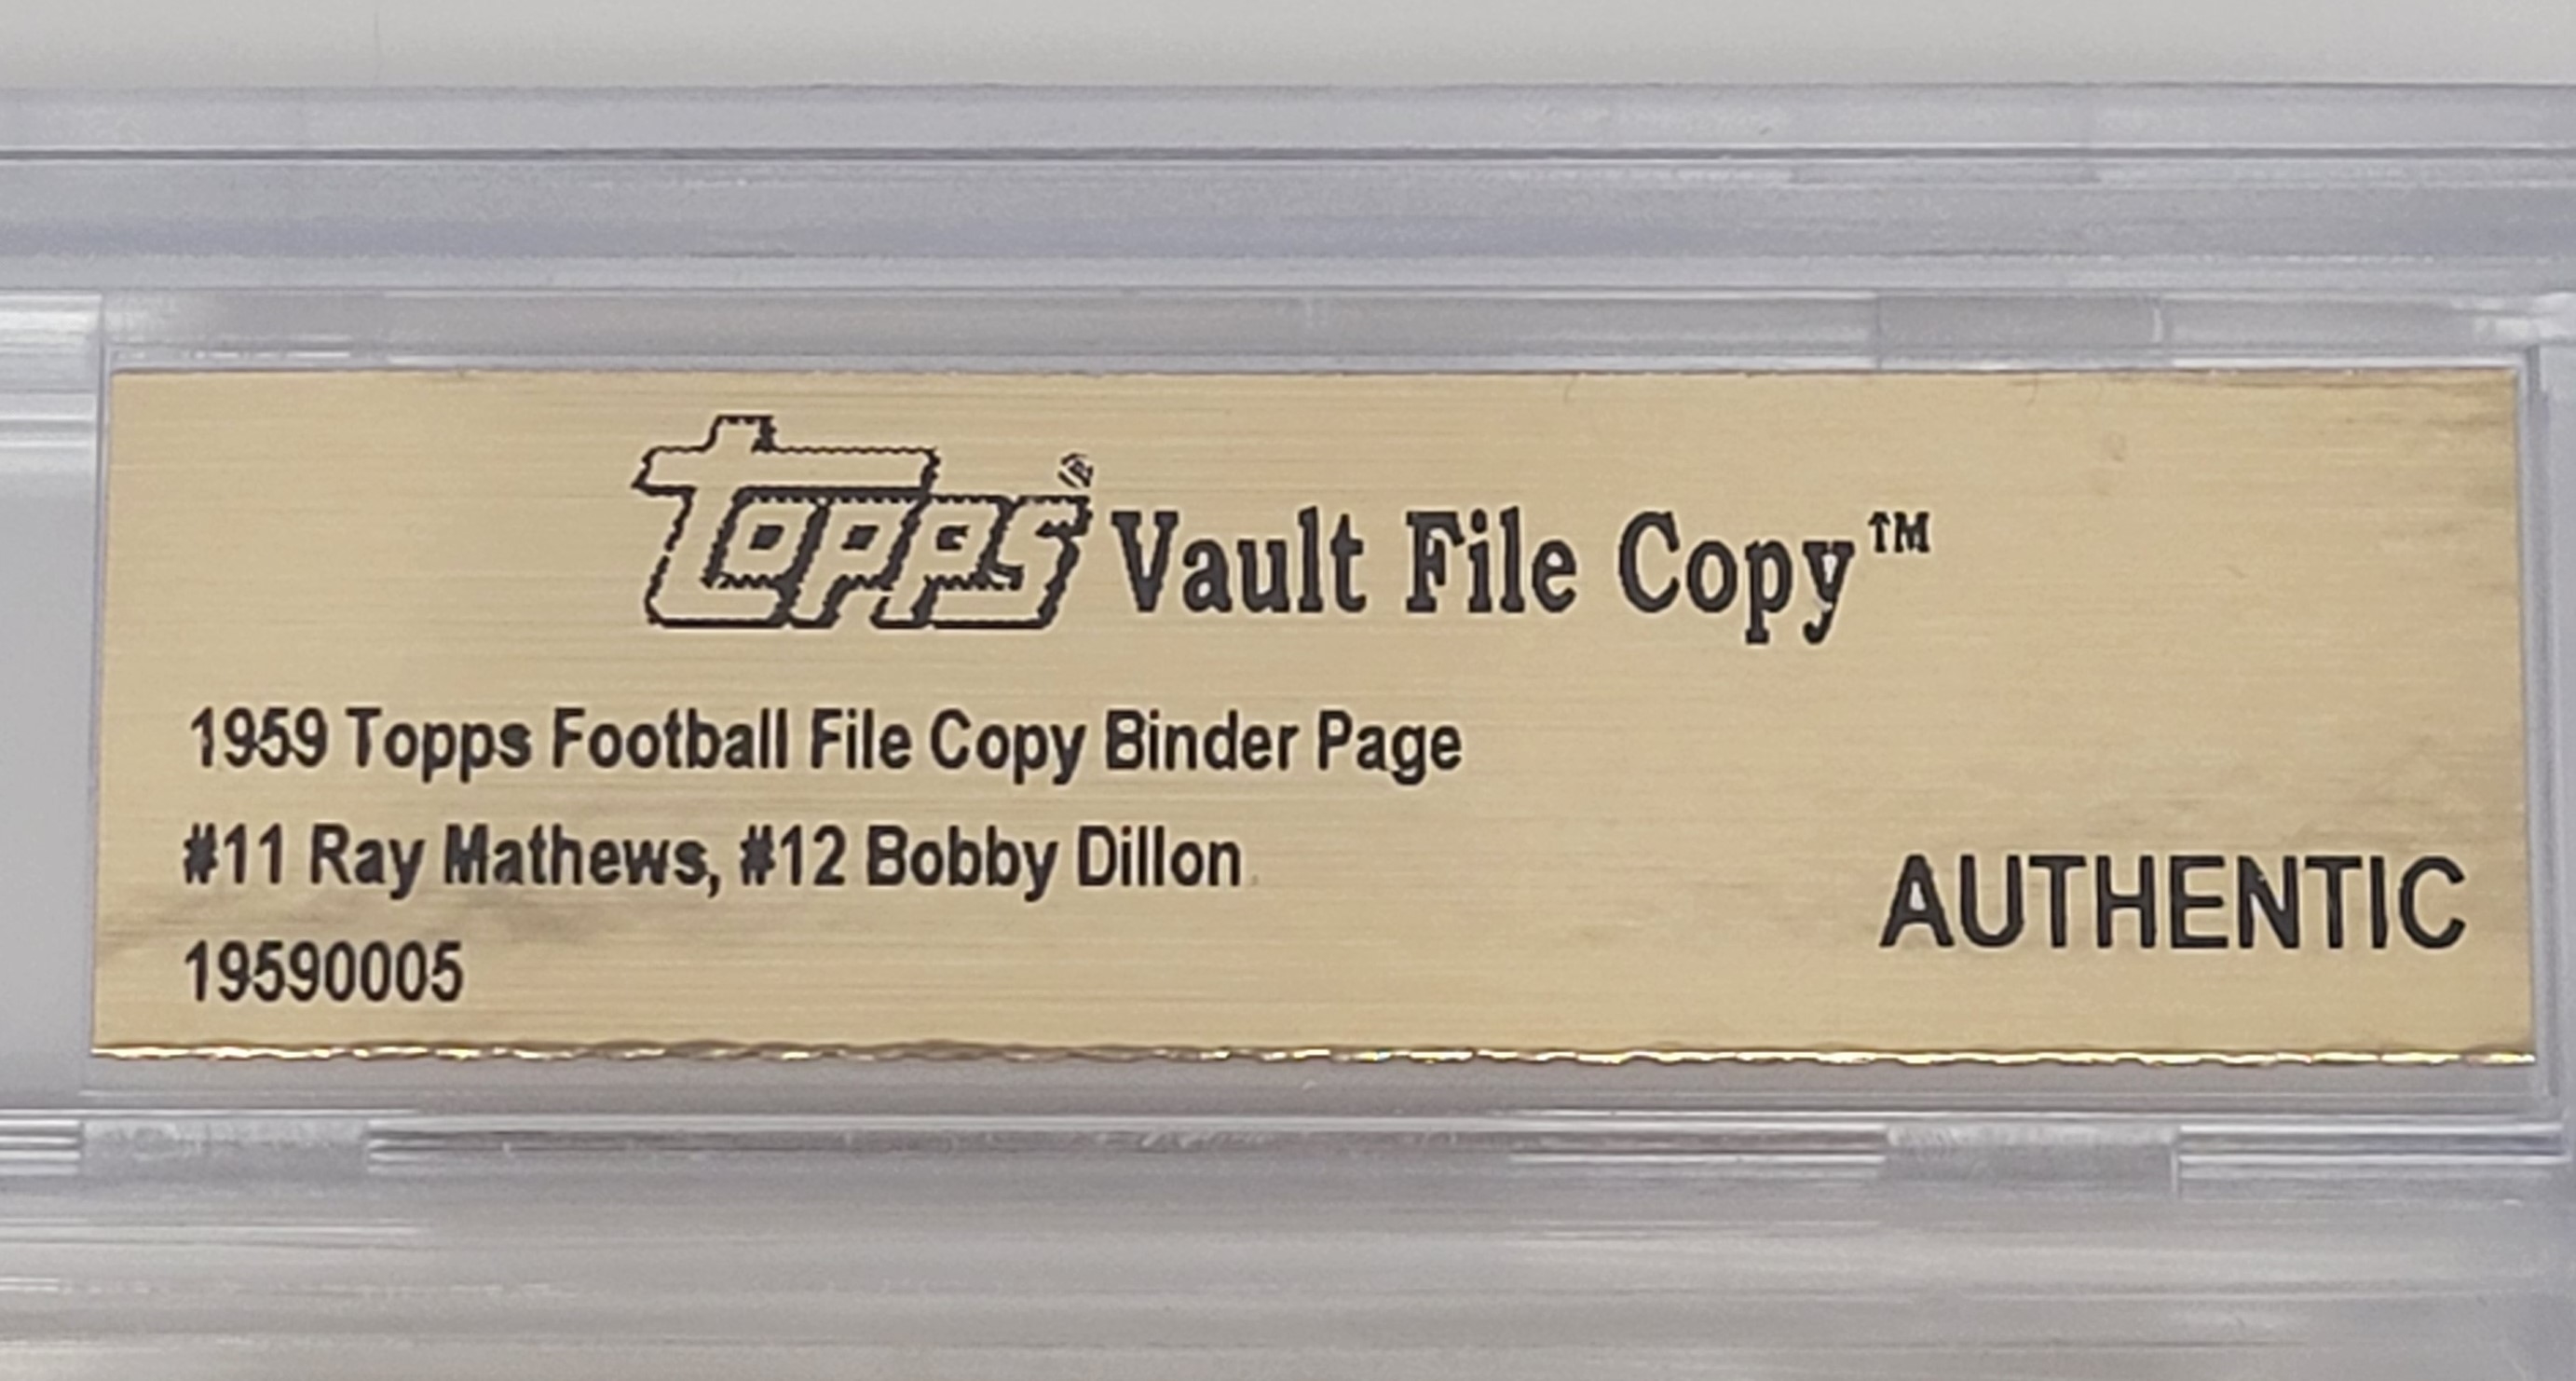 Topps® Vault File Copy™
1959 Topps Football File Copy Binder Page
#11 Ray Mathews, #12 Bobby Dillon
AUTHENTIC
19590005